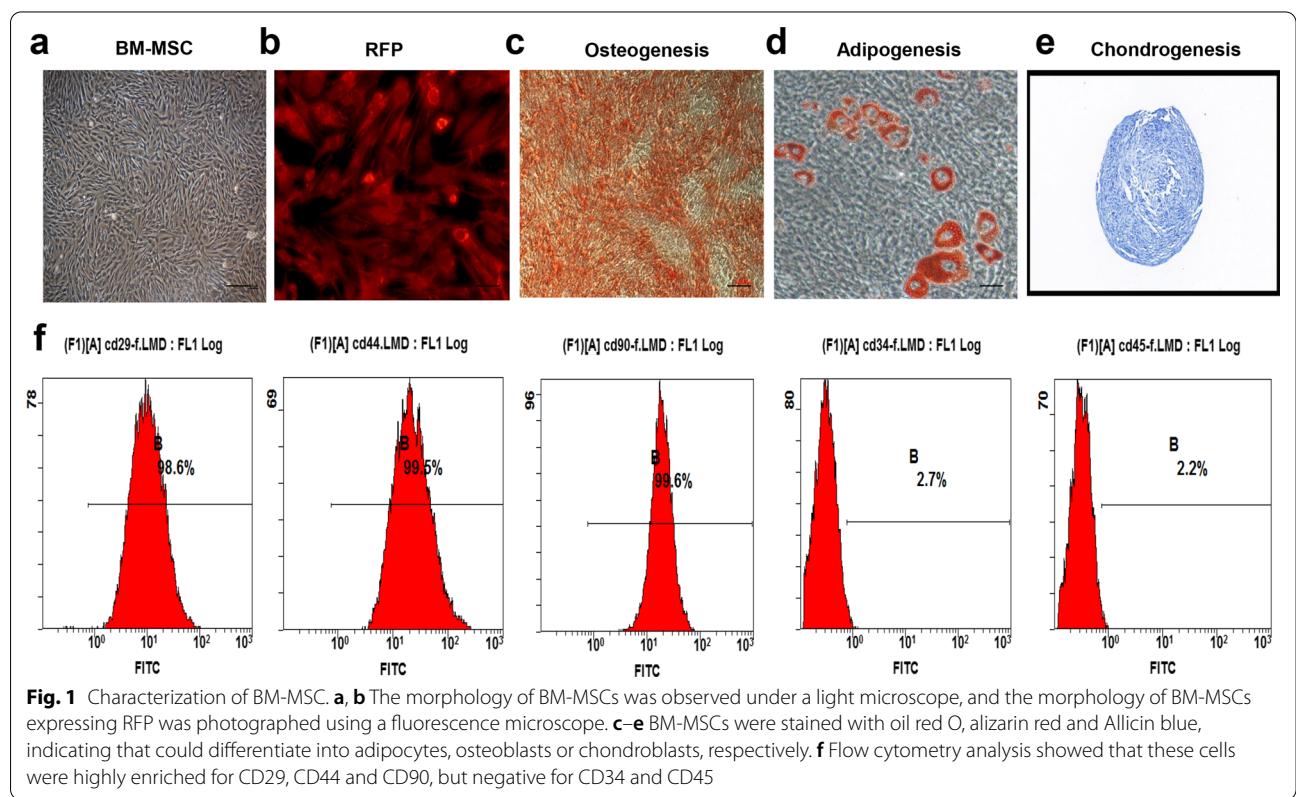 a BM-MSC
b RFP
c Osteogenesis
d Adipogenesis
e Chondrogenesis
f
(F1)[A] cd29-f.LMD : FL1 Log
78
B
98.6%
10⁰ 10¹ 10² 10³
FITC
(F1)[A] cd44.LMD : FL1 Log
69
B
99.5%
10⁰ 10¹ 10² 10³
FITC
(F1)[A] cd90-f.LMD : FL1 Log
96
B
99.6%
10⁰ 10¹ 10² 10³
FITC
(F1)[A] cd34-f.LMD : FL1 Log
80
B
2.7%
10⁰ 10¹ 10² 10³
FITC
(F1)[A] cd45-f.LMD : FL1 Log
70
B
2.2%
10⁰ 10¹ 10² 10³
FITC
Fig. 1 Characterization of BM-MSC. a, b The morphology of BM-MSCs was observed under a light microscope, and the morphology of BM-MSCs
expressing RFP was photographed using a fluorescence microscope. c–e BM-MSCs were stained with oil red O, alizarin red and Allicin blue,
indicating that could differentiate into adipocytes, osteoblasts or chondroblasts, respectively. f Flow cytometry analysis showed that these cells
were highly enriched for CD29, CD44 and CD90, but negative for CD34 and CD45